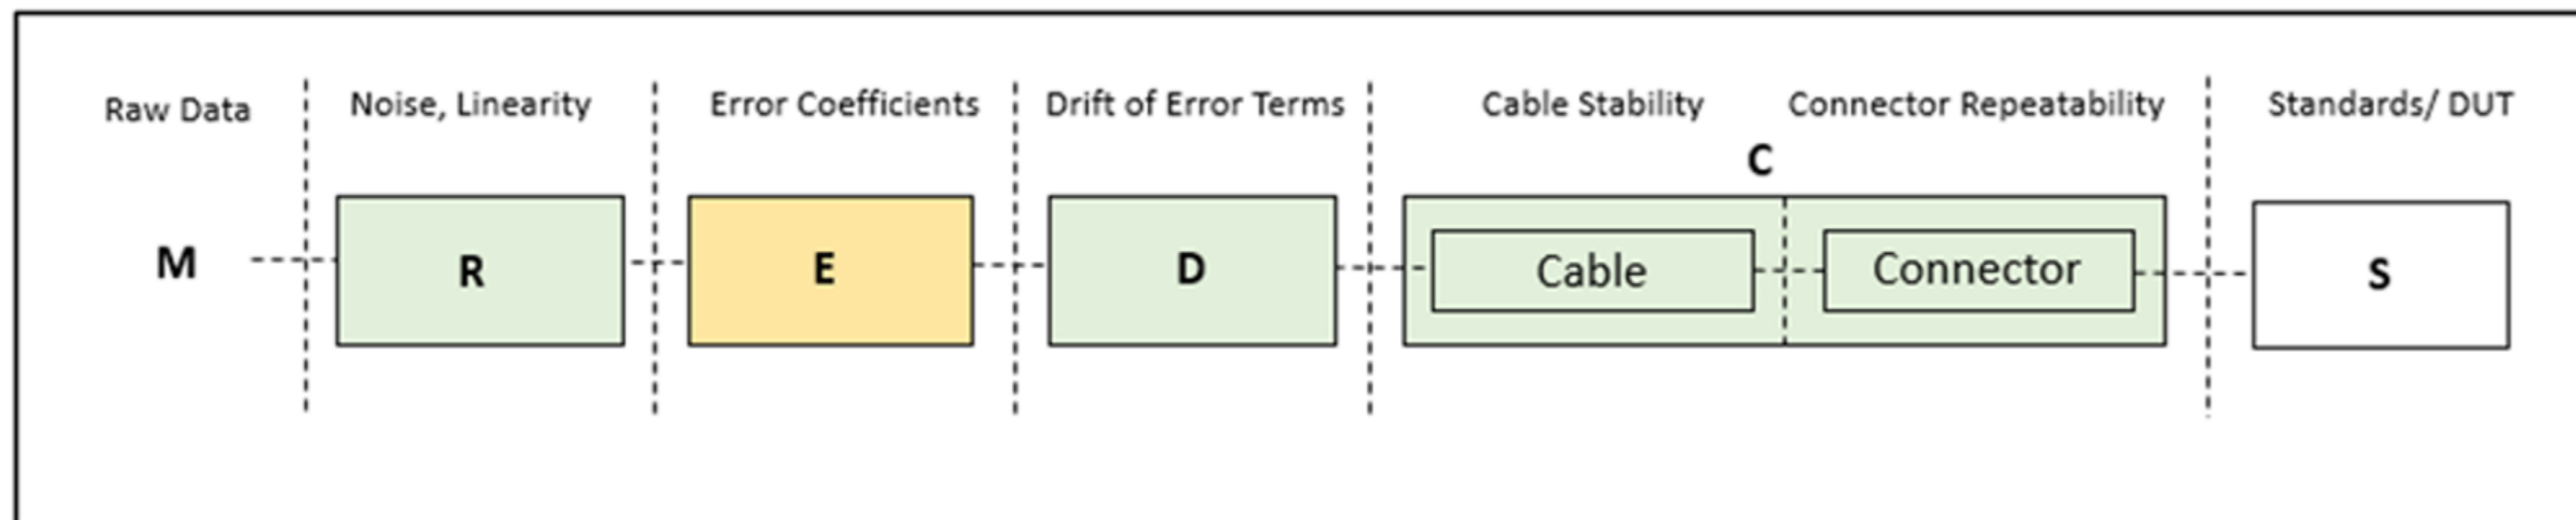 Raw Data
Noise, Linearity
Error Coefficients
Drift of Error Terms
Cable Stability
Connector Repeatability
Standards/ DUT
C
M
R
E
D
Cable
Connector
S